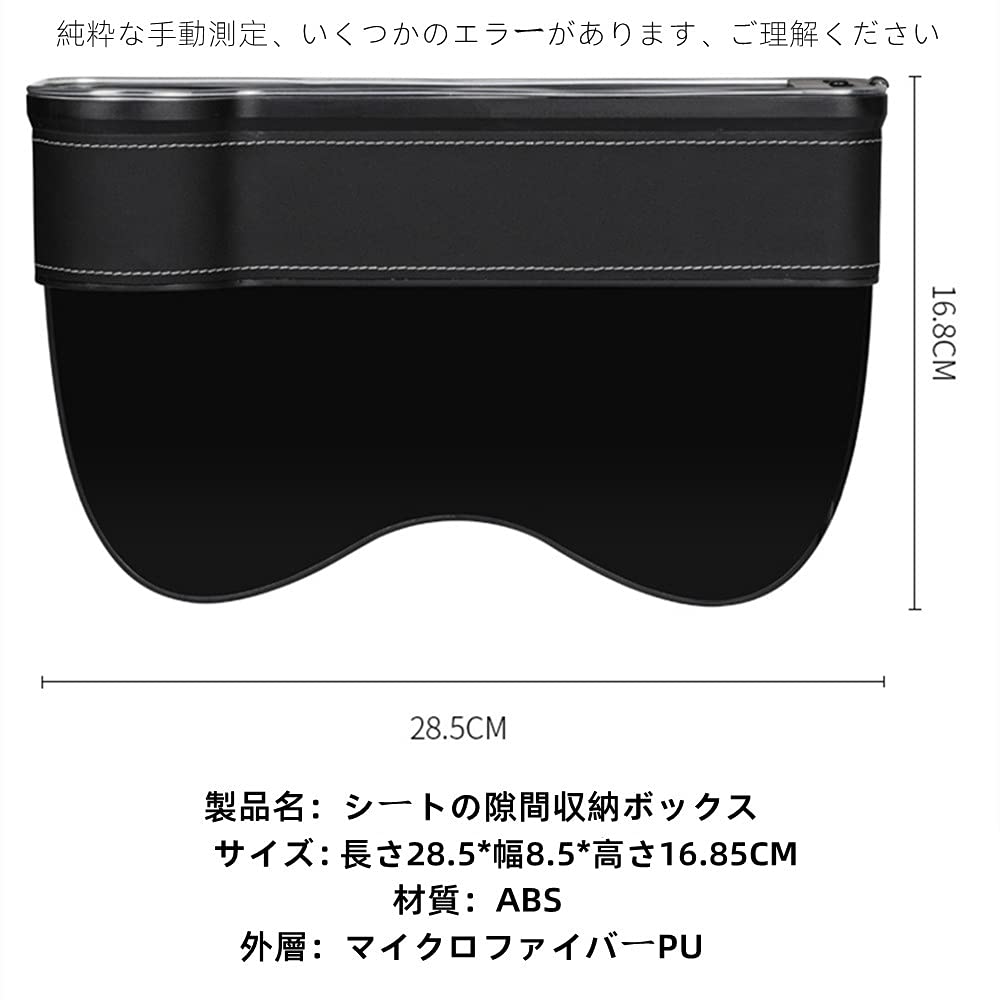 純粋な手動測定、いくつかのエラーがあります、ご理解ください
16.8CM
28.5CM
製品名：シートの隙間収納ボックス
サイズ：長さ28.5*幅8.5*高さ16.85CM
材質：ABS
外層：マイクロファイバーPU